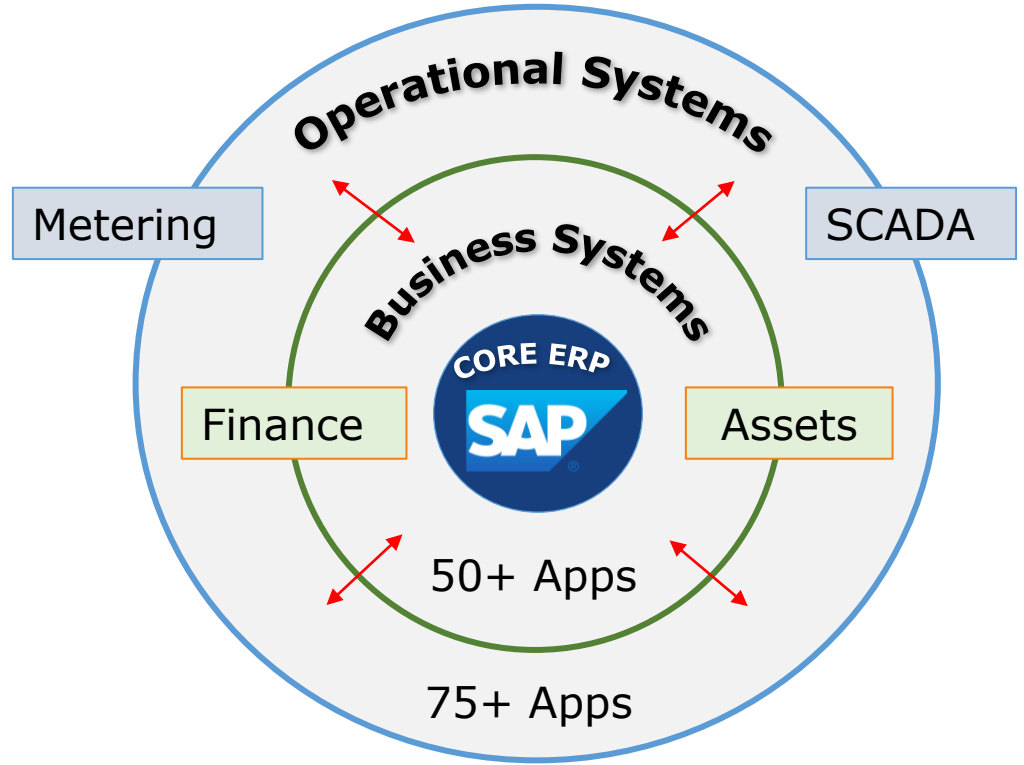 Operational Systems
Metering
SCADA
Business Systems
CORE ERP
SAP
®
Finance
Assets
50+ Apps
75+ Apps